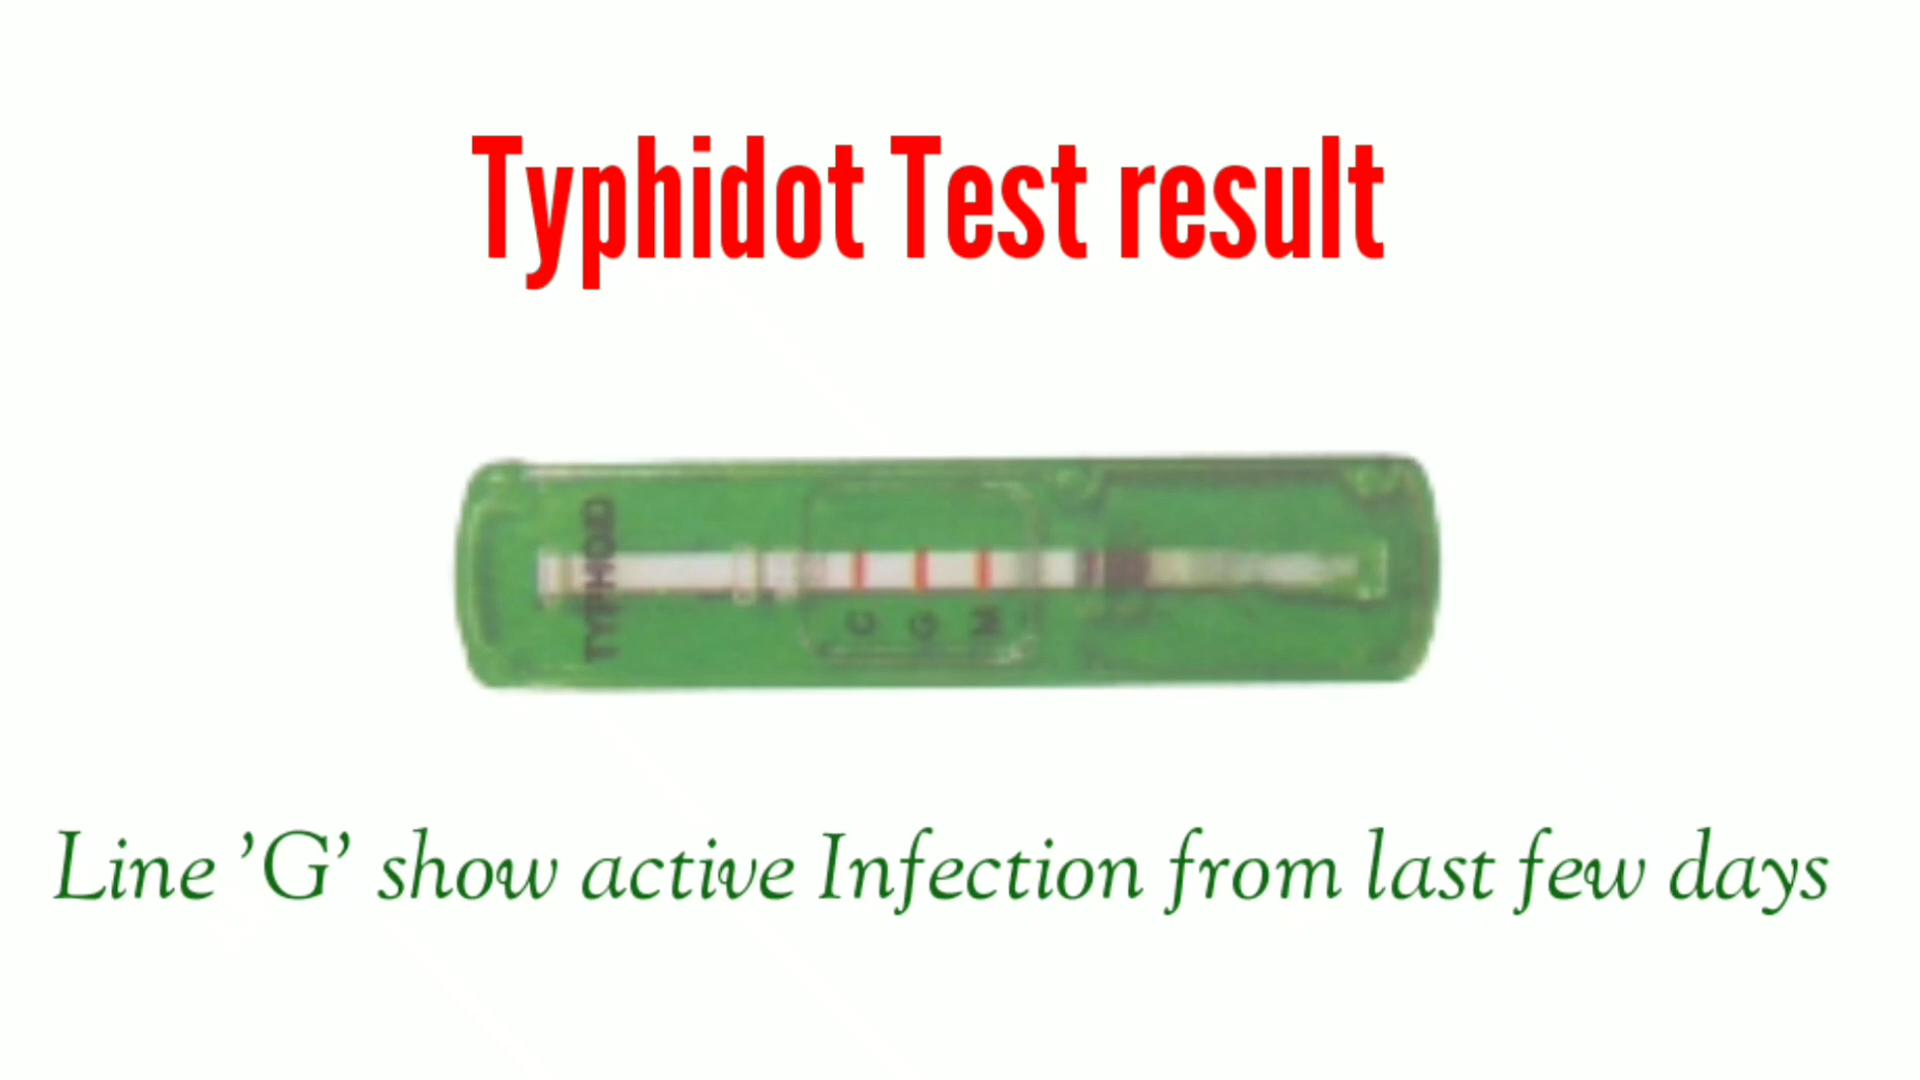 Typhidot Test result
TYPHOID
C G M
Line 'G' show active Infection from last few days